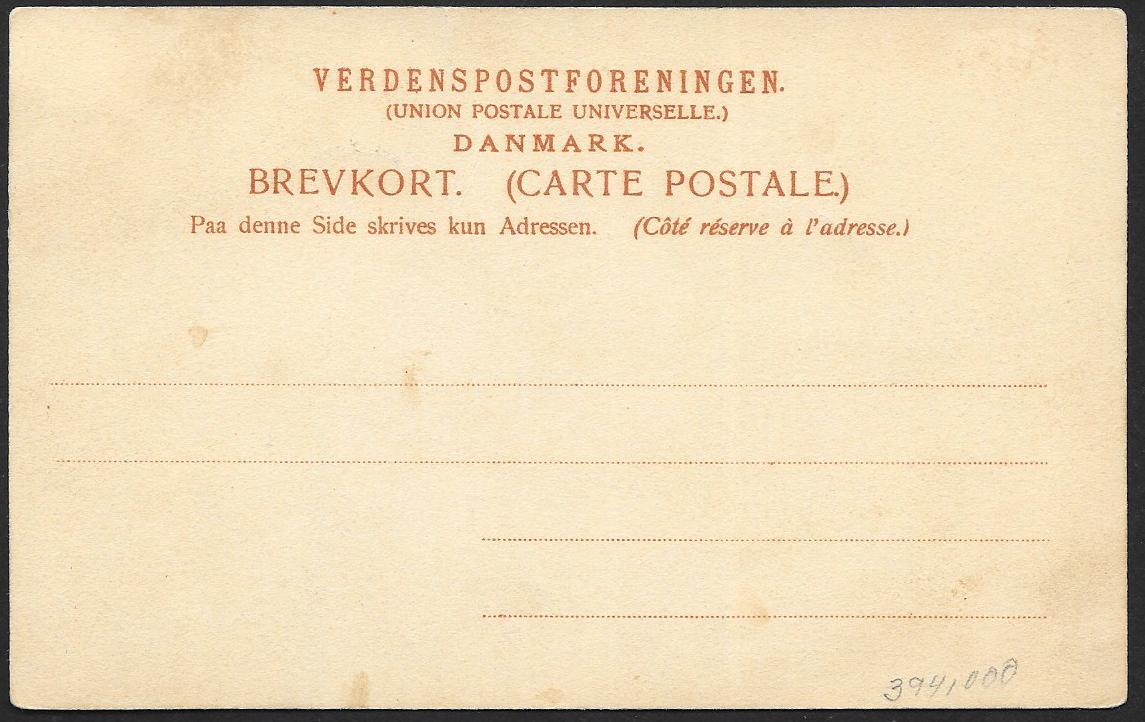 VERDENSPOSTFORENINGEN.
(UNION POSTALE UNIVERSELLE.)
DANMARK.
BREVKORT. (CARTE POSTALE.)
Paa denne Side skrives kun Adressen. (Côté réserve à l'adresse.)
394,000